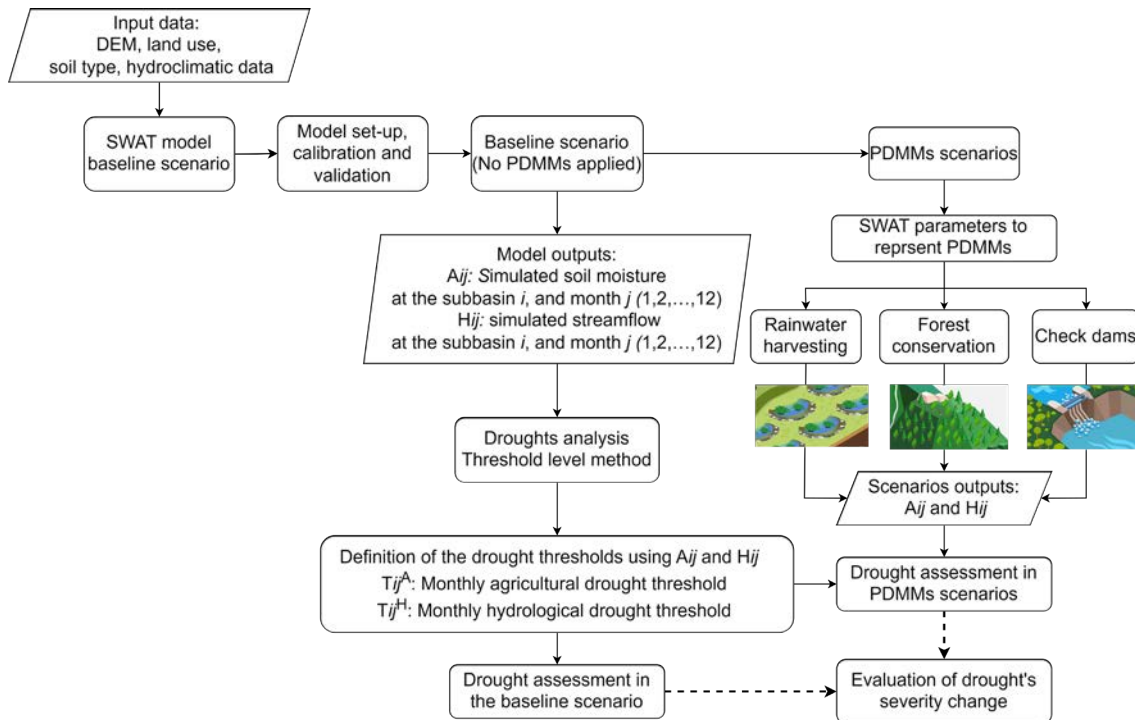 Input data:
DEM, land use,
soil type, hydroclimatic data
SWAT model
baseline scenario
Model set-up,
calibration and
validation
Baseline scenario
(No PDMMs applied)
PDMMs scenarios
SWAT parameters to
reprsent PDMMs
Model outputs:
Aij: Simulated soil moisture
at the subbasin i, and month j (1,2,...,12)
Hij: simulated streamflow
at the subbasin i, and month j (1,2,...,12)
Rainwater
harvesting
Forest
conservation
Check dams
Droughts analysis
Threshold level method
Scenarios outputs:
Aij and Hij
Definition of the drought thresholds using Aij and Hij
Tij^A: Monthly agricultural drought threshold
Tij^H: Monthly hydrological drought threshold
Drought assessment in
PDMMs scenarios
Drought assessment in
the baseline scenario
Evaluation of drought's
severity change